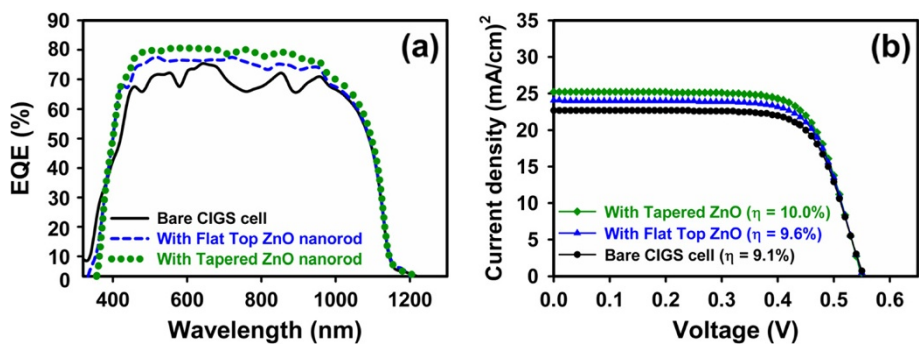 (a)
EQE (%)
90
80
70
60
50
40
30
20
10
0
Bare CIGS cell
With Flat Top ZnO nanorod
With Tapered ZnO nanorod
400 600 800 1000 1200
Wavelength (nm)
(b)
Current density (mA/cm)²
35
30
25
20
15
10
5
0
With Tapered ZnO (η = 10.0%)
With Flat Top ZnO (η = 9.6%)
Bare CIGS cell (η = 9.1%)
0.0 0.1 0.2 0.3 0.4 0.5 0.6
Voltage (V)